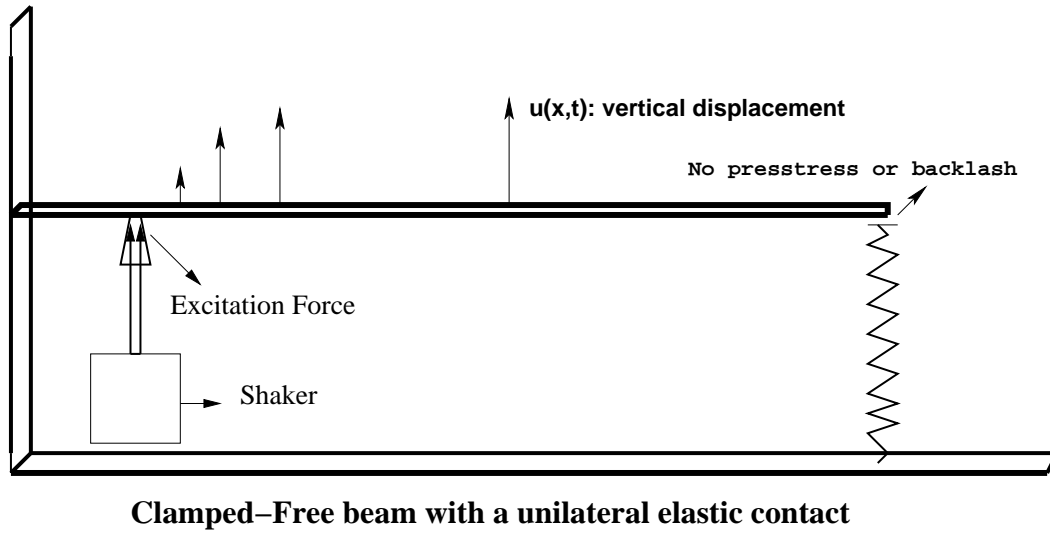 u(x,t): vertical displacement
No presstress or backlash
Excitation Force
Shaker
Clamped−Free beam with a unilateral elastic contact